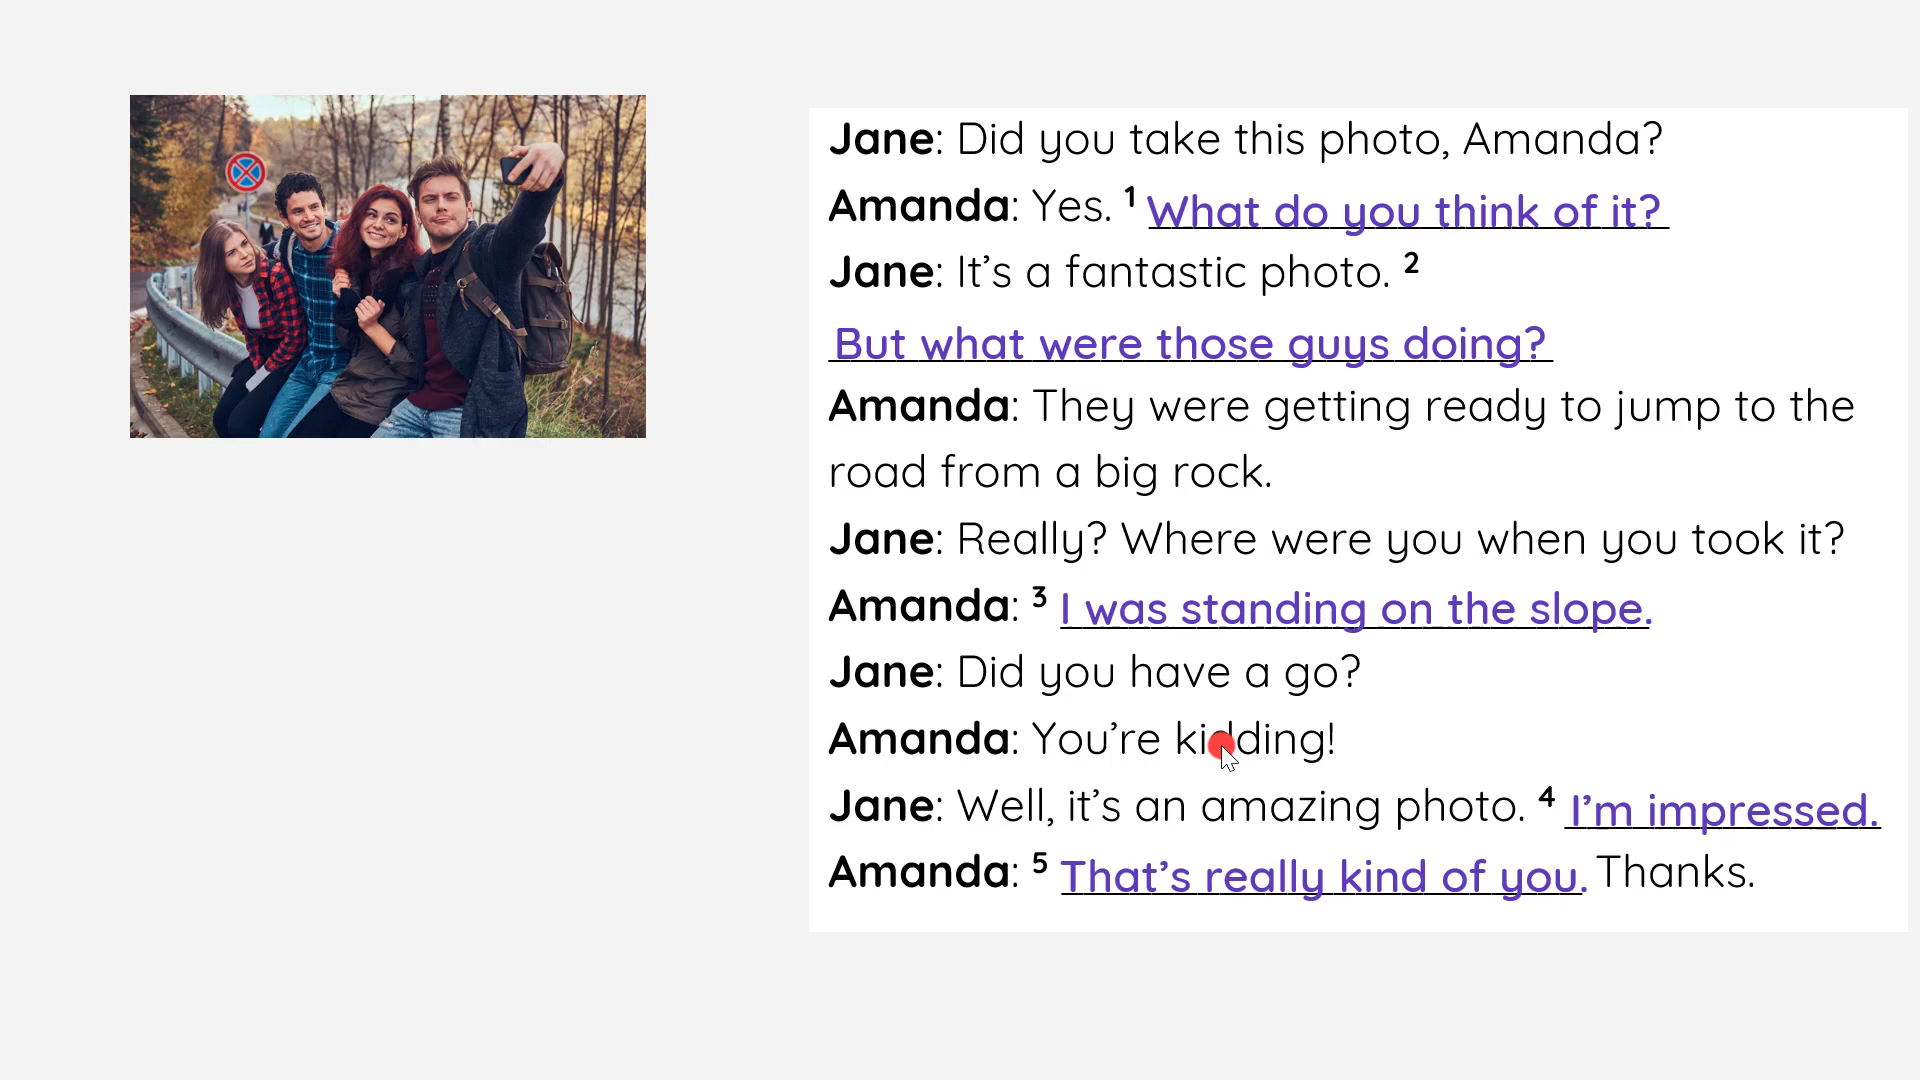 Jane: Did you take this photo, Amanda?
Amanda: Yes. ¹ What do you think of it?
Jane: It’s a fantastic photo. ²
But what were those guys doing?
Amanda: They were getting ready to jump to the
road from a big rock.
Jane: Really? Where were you when you took it?
Amanda: ³ I was standing on the slope.
Jane: Did you have a go?
Amanda: You’re kidding!
Jane: Well, it’s an amazing photo. ⁴ I’m impressed.
Amanda: ⁵ That’s really kind of you. Thanks.